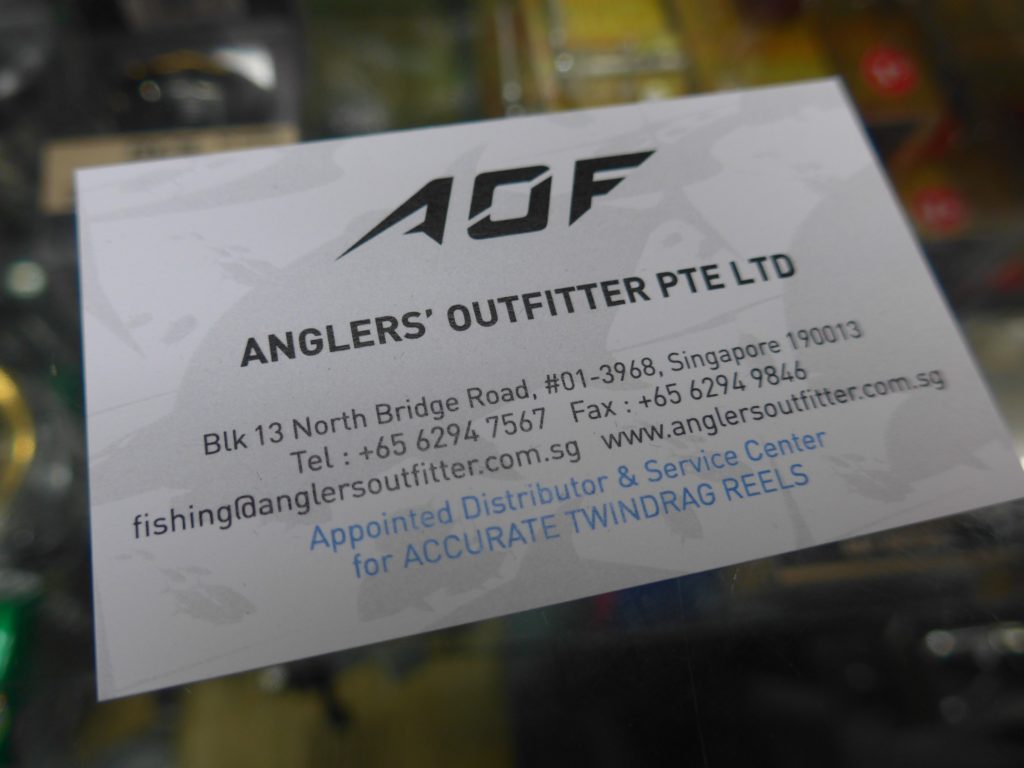 AOF
ANGLERS' OUTFITTER PTE LTD
Blk 13 North Bridge Road, #01-3968, Singapore 190013
Tel : +65 6294 7567 Fax : +65 6294 9846
fishing@anglersoutfitter.com.sg www.anglersoutfitter.com.sg
Appointed Distributor & Service Center
for ACCURATE TWINDRAG REELS